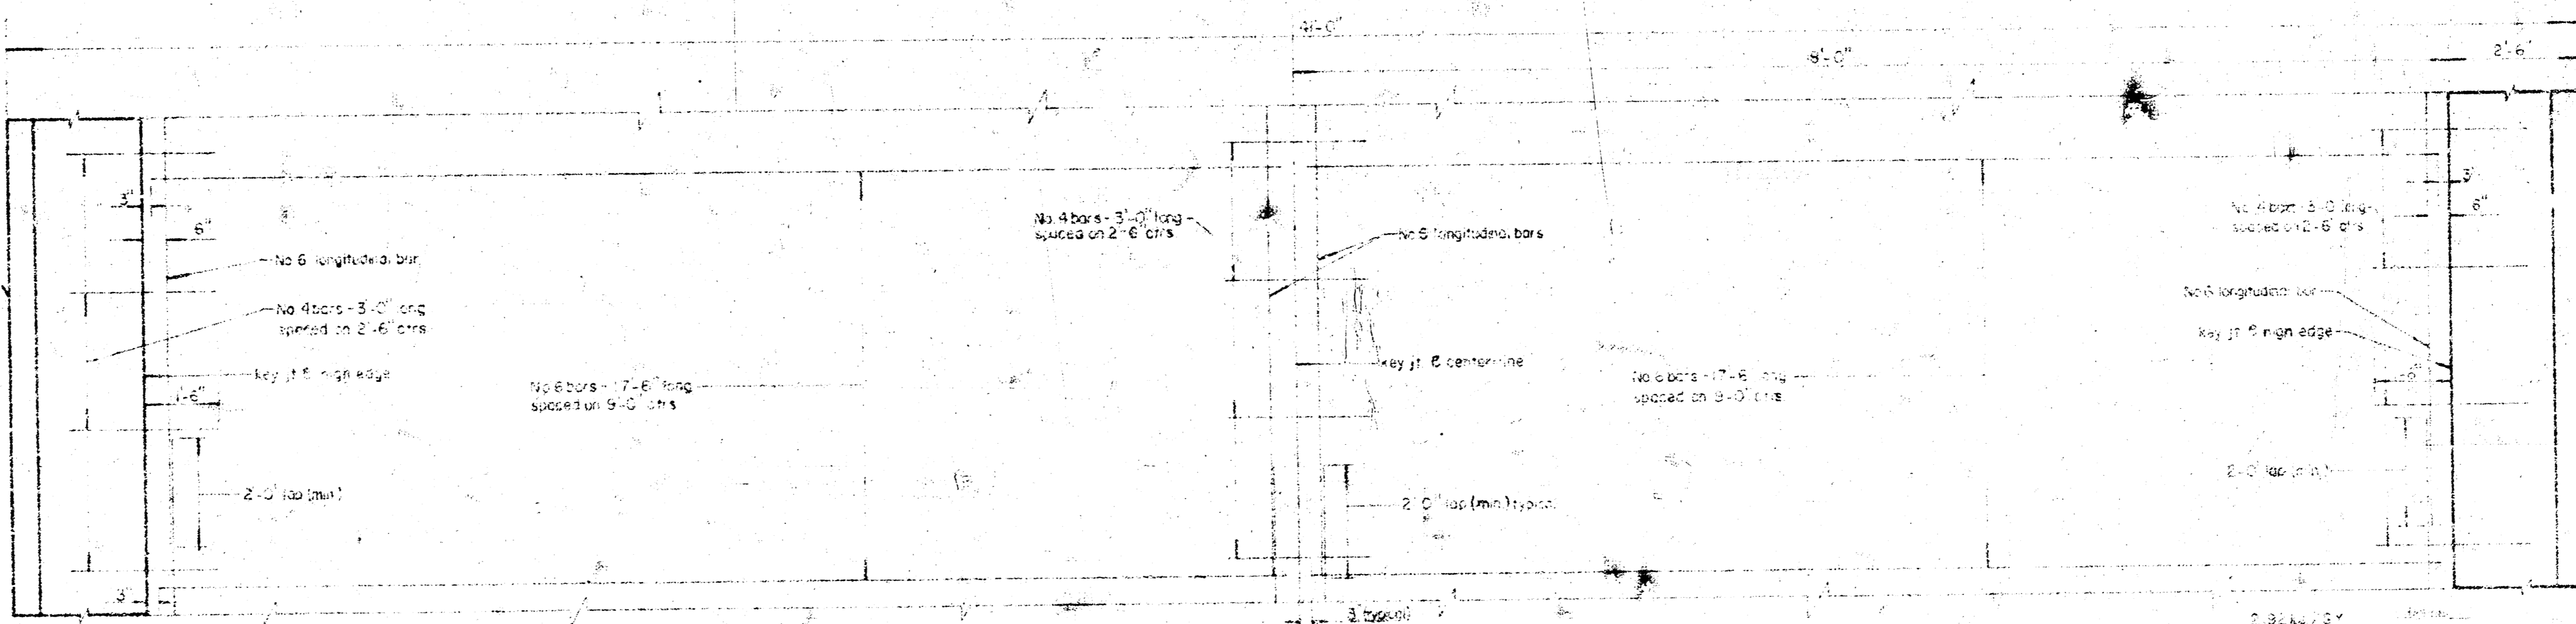 41'-0"
18'-0"
2'-6"
3"
6"
No. 6 longitudinal bar
No. 4 bars - 3'-0" long
spaced on 2'-6" ctrs
key jt @ high edge
1'-6"
2'-0" lap (min.)
3"
No. 6 bars - 17'-6" long
spaced on 9'-0" ctrs
No. 4 bars - 3'-0" long
spaced on 2'-6" ctrs
No. 6 longitudinal bars
key jt. @ centerline
2'-0" lap (min.) typical
3" typical
No. 6 bars - 17'-6" long
spaced on 9'-0" ctrs
No. 4 bars - 3'-0" long
spaced on 2'-6" ctrs
3"
6"
No. 6 longitudinal bar
key jt. @ high edge
1'-6"
2'-0" lap (min.)